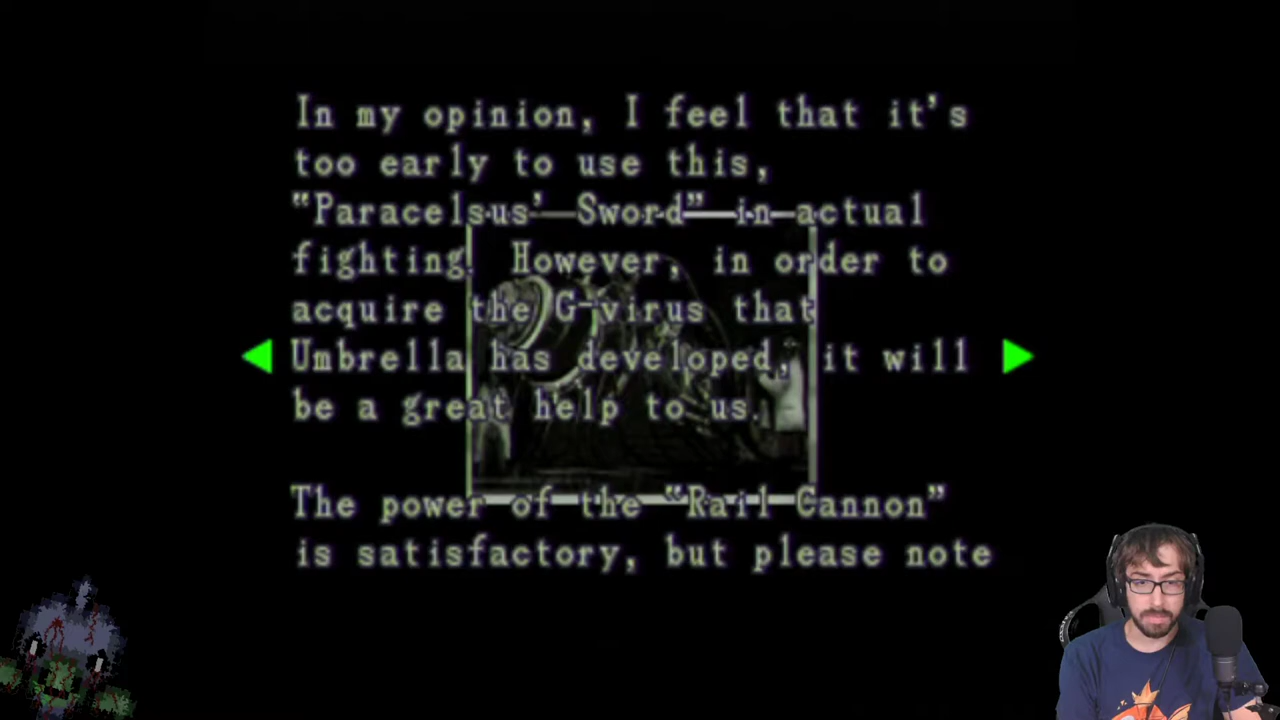 In my opinion, I feel that it's
too early to use this,
"Paracelsus' Sword" in actual
fighting. However, in order to
acquire the G-virus that
Umbrella has developed, it will
be a great help to us.
The power of the "Rail Cannon"
is satisfactory, but please note